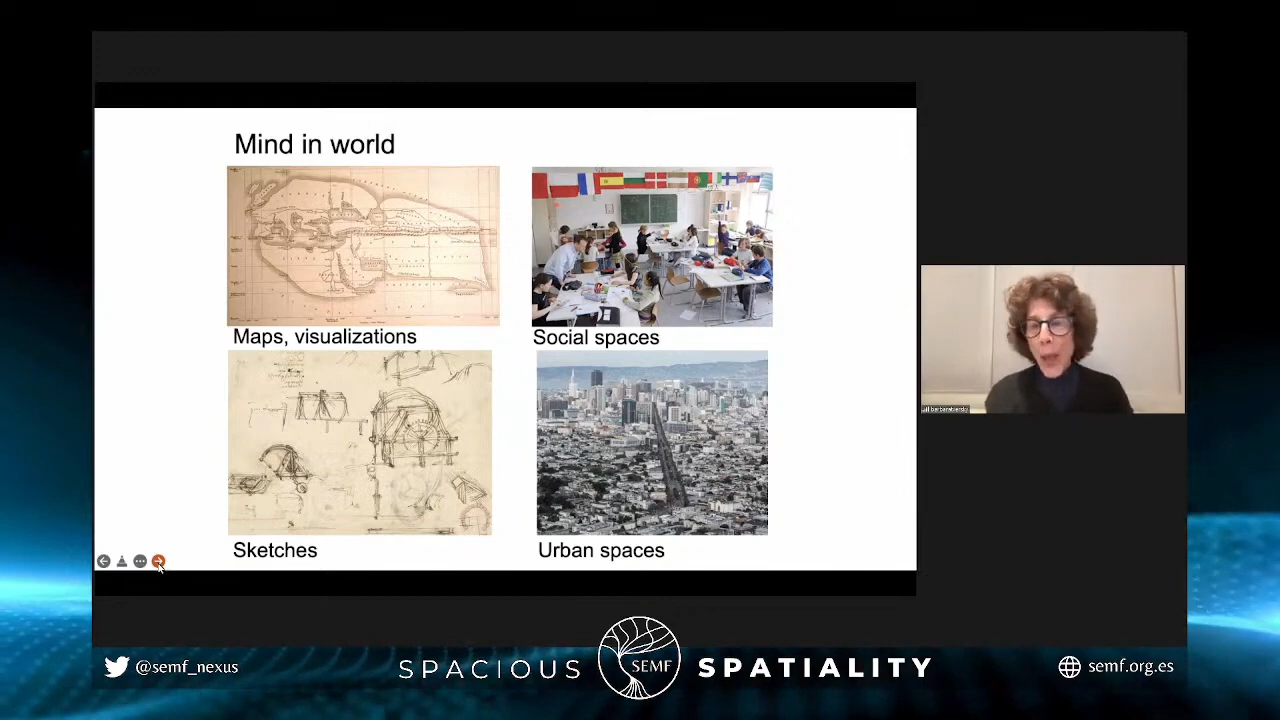 Mind in world
Maps, visualizations
Social spaces
Sketches
Urban spaces
@semf_nexus
SPACIOUS
SEMF
SPATIALITY
semf.org.es